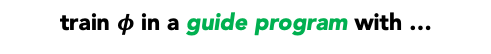 train ϕ in a guide program with ...